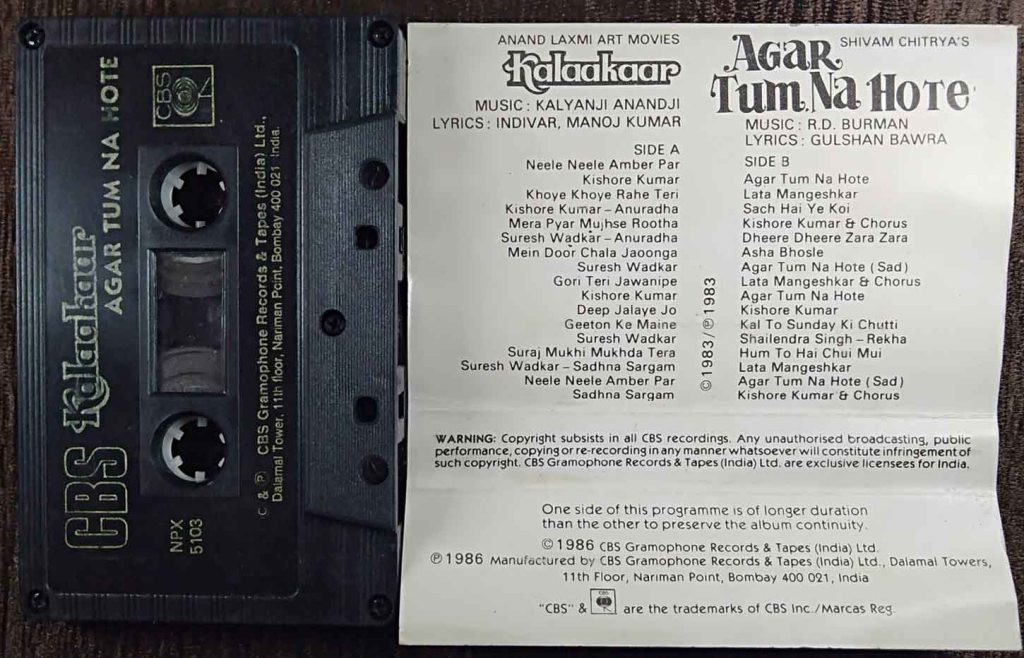 CBS
Kalaakaar
AGAR TUM NA HOTE
CBS
NPX
5103
© & ℗ CBS Gramophone Records & Tapes (India) Ltd.,
Dalamal Tower, 11th floor, Nariman Point, Bombay 400 021 India.
ANAND LAXMI ART MOVIES
Kalaakaar
MUSIC : KALYANJI ANANDJI
LYRICS : INDIVAR, MANOJ KUMAR
SIDE A
Neele Neele Amber Par
Kishore Kumar
Khoye Khoye Rahe Teri
Kishore Kumar – Anuradha
Mera Pyar Mujhse Rootha
Suresh Wadkar – Anuradha
Mein Door Chala Jaoonga
Suresh Wadkar
Gori Teri Jawanipe
Kishore Kumar
Deep Jalaye Jo
Geeton Ke Maine
Suresh Wadkar
Suraj Mukhi Mukhda Tera
Suresh Wadkar – Sadhna Sargam
Neele Neele Amber Par
Sadhna Sargam
©1983/℗1983
SHIVAM CHITRYA'S
AGAR
TUM NA HOTE
MUSIC : R.D. BURMAN
LYRICS : GULSHAN BAWRA
SIDE B
Agar Tum Na Hote
Lata Mangeshkar
Sach Hai Ye Koi
Kishore Kumar & Chorus
Dheere Dheere Zara Zara
Asha Bhosle
Agar Tum Na Hote (Sad)
Lata Mangeshkar & Chorus
Agar Tum Na Hote
Kishore Kumar
Kal To Sunday Ki Chutti
Shailendra Singh – Rekha
Hum To Hai Chui Mui
Lata Mangeshkar
Agar Tum Na Hote (Sad)
Kishore Kumar & Chorus
WARNING: Copyright subsists in all CBS recordings. Any unauthorised broadcasting, public
performance, copying or re-recording in any manner whatsoever will constitute infringement of
such copyright. CBS Gramophone Records & Tapes (India) Ltd. are exclusive licensees for India.
One side of this programme is of longer duration
than the other to preserve the album continuity.
© 1986 CBS Gramophone Records & Tapes (India) Ltd.
℗ 1986 Manufactured by CBS Gramophone Records & Tapes (India) Ltd., Dalamal Towers,
11th Floor, Nariman Point, Bombay 400 021, India
"CBS" & CBS are the trademarks of CBS Inc./Marcas Reg.